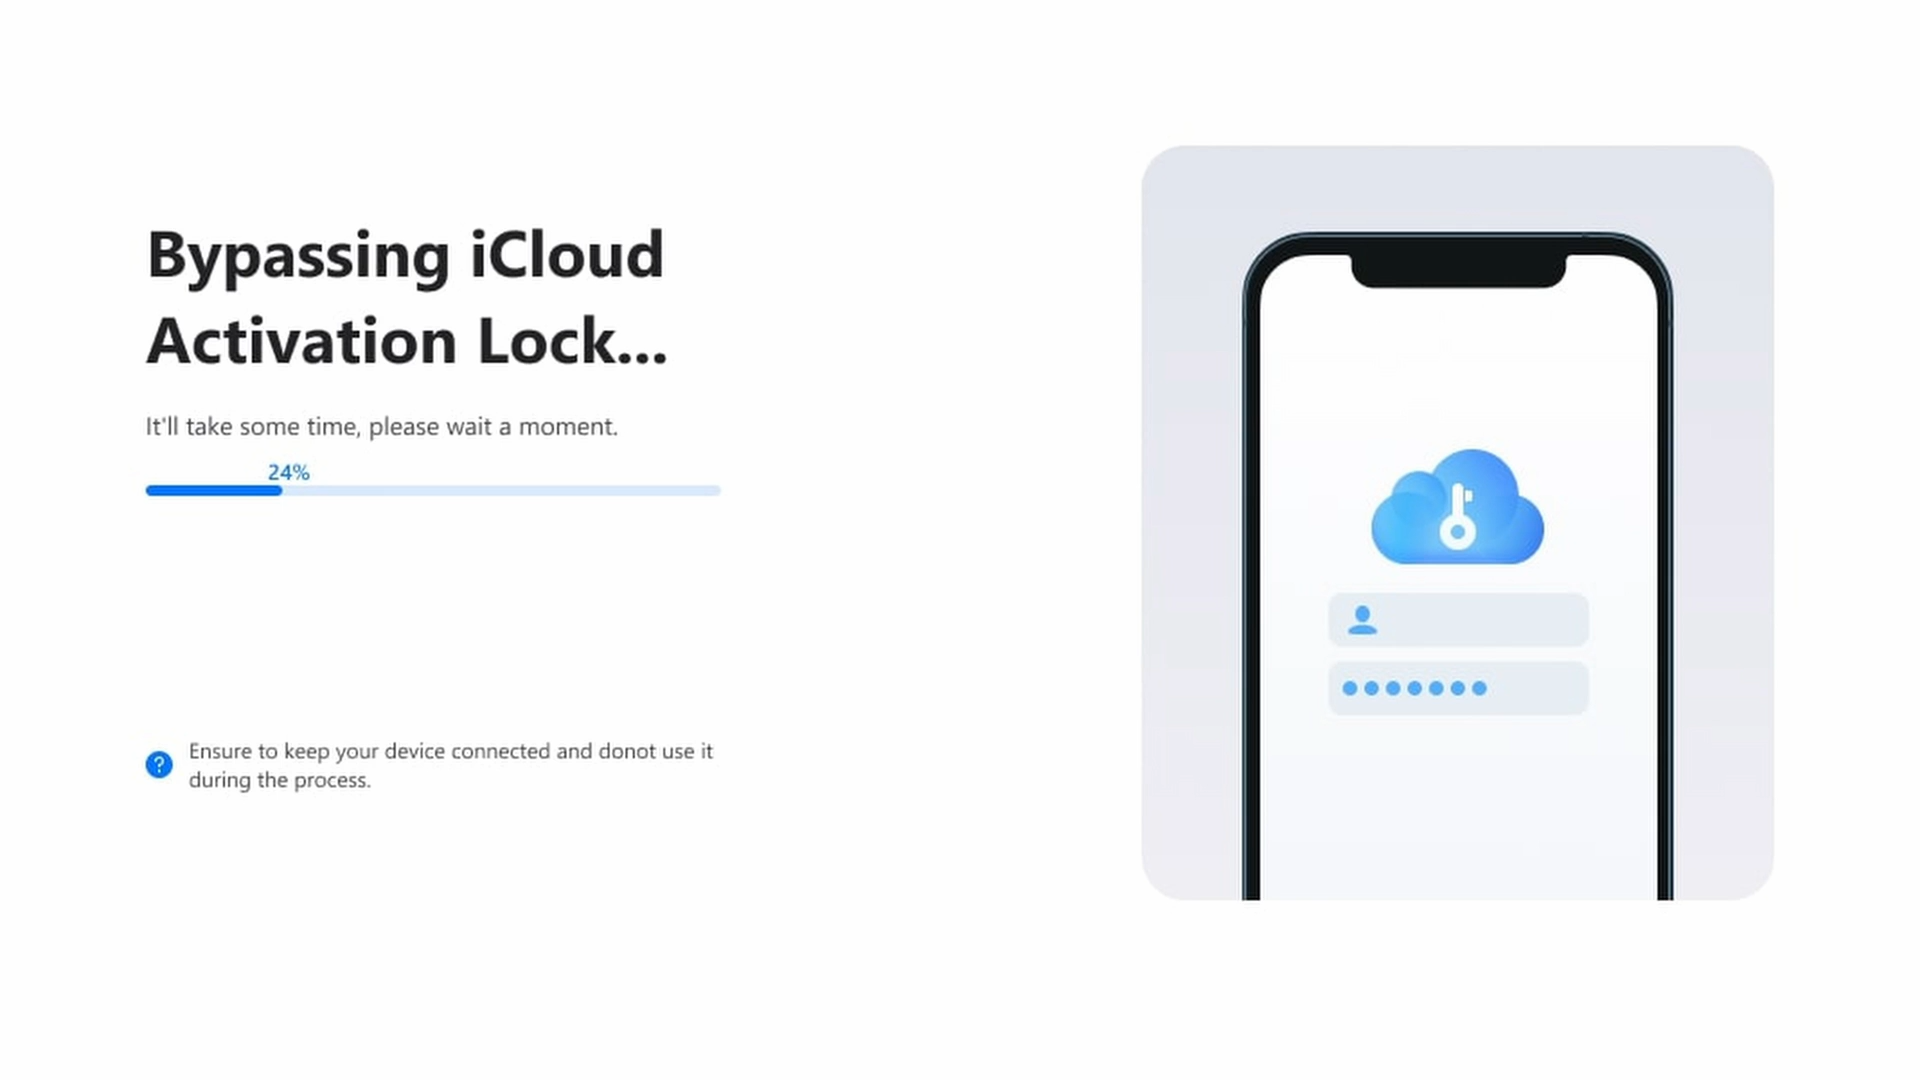 Bypassing iCloud
Activation Lock...
It'll take some time, please wait a moment.
24%
Ensure to keep your device connected and donot use it
during the process.